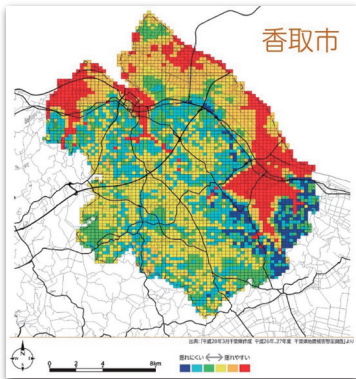 香取市
出典:「平成28年3月千葉県作成 平成26年、27年度 千葉県地震被害想定調査」より
揺れにくい ⟺ 揺れやすい
N
0 2 4 8km